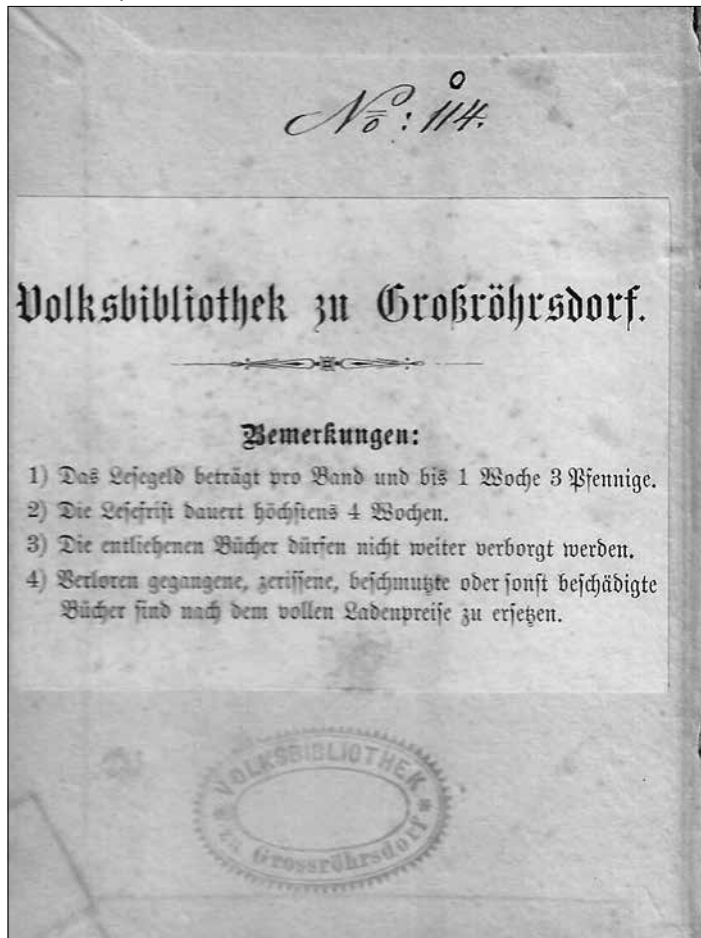 No: 114.
Volksbibliothek zu Großröhrsdorf.
Bemerkungen:
1) Das Lesegeld beträgt pro Band und bis 1 Woche 3 Pfennige.
2) Die Lesefrist dauert höchstens 4 Wochen.
3) Die entliehenen Bücher dürfen nicht weiter verborgt werden.
4) Verloren gegangene, zerissene, beschmutzte oder sonst beschädigte
Bücher sind nach dem vollen Ladenpreise zu ersetzen.
VOLKSBIBLIOTHEK
zu Grossröhrsdorf